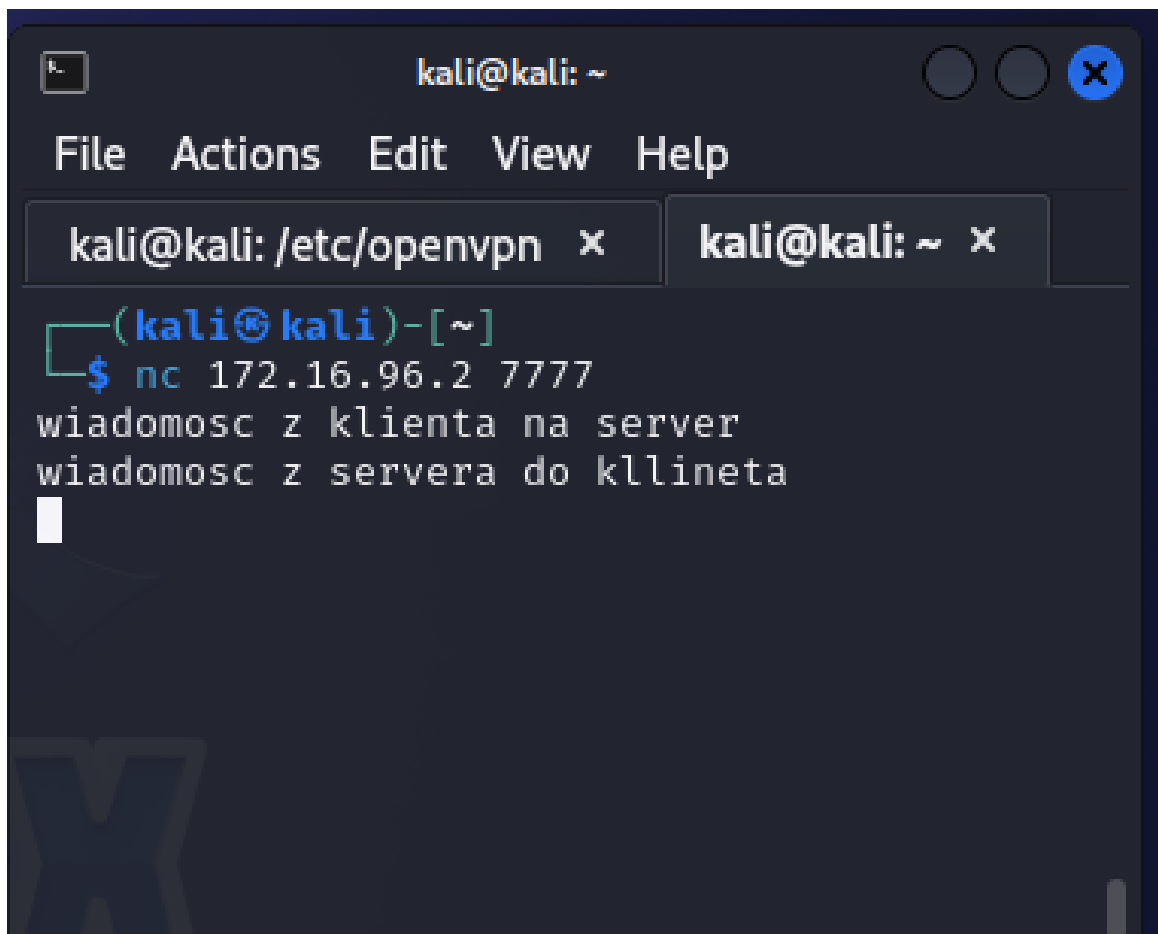 kali@kali: ~
File Actions Edit View Help
kali@kali: /etc/openvpn × kali@kali: ~ ×
┌──(kali㉿kali)-[~]
└─$ nc 172.16.96.2 7777
wiadomosc z klienta na server
wiadomosc z servera do kllineta